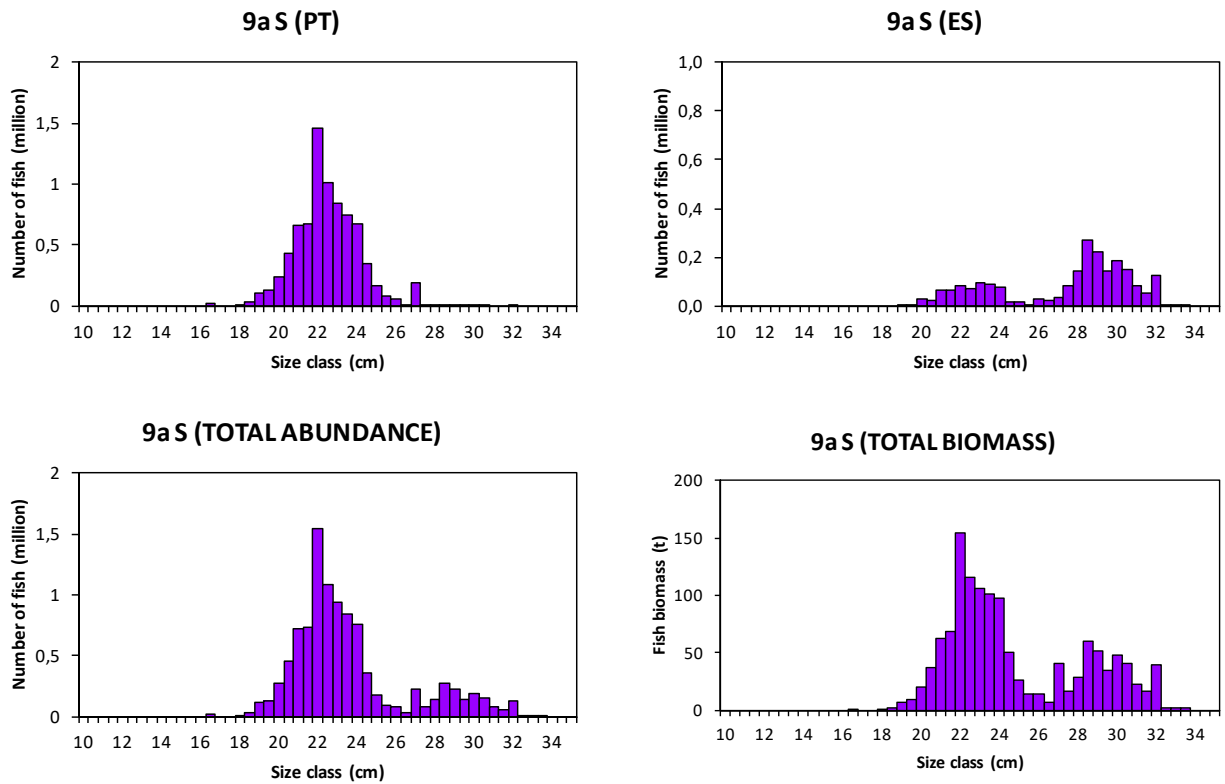 9a S (PT)
2
1,5
1
0,5
0
Number of fish (million)
10 12 14 16 18 20 22 24 26 28 30 32 34
Size class (cm)
9a S (ES)
1,0
0,8
0,6
0,4
0,2
0,0
Number of fish (million)
10 12 14 16 18 20 22 24 26 28 30 32 34
Size class (cm)
9a S (TOTAL ABUNDANCE)
2
1,5
1
0,5
0
Number of fish (million)
10 12 14 16 18 20 22 24 26 28 30 32 34
Size class (cm)
9a S (TOTAL BIOMASS)
200
150
100
50
0
Fish biomass (t)
10 12 14 16 18 20 22 24 26 28 30 32 34
Size class (cm)